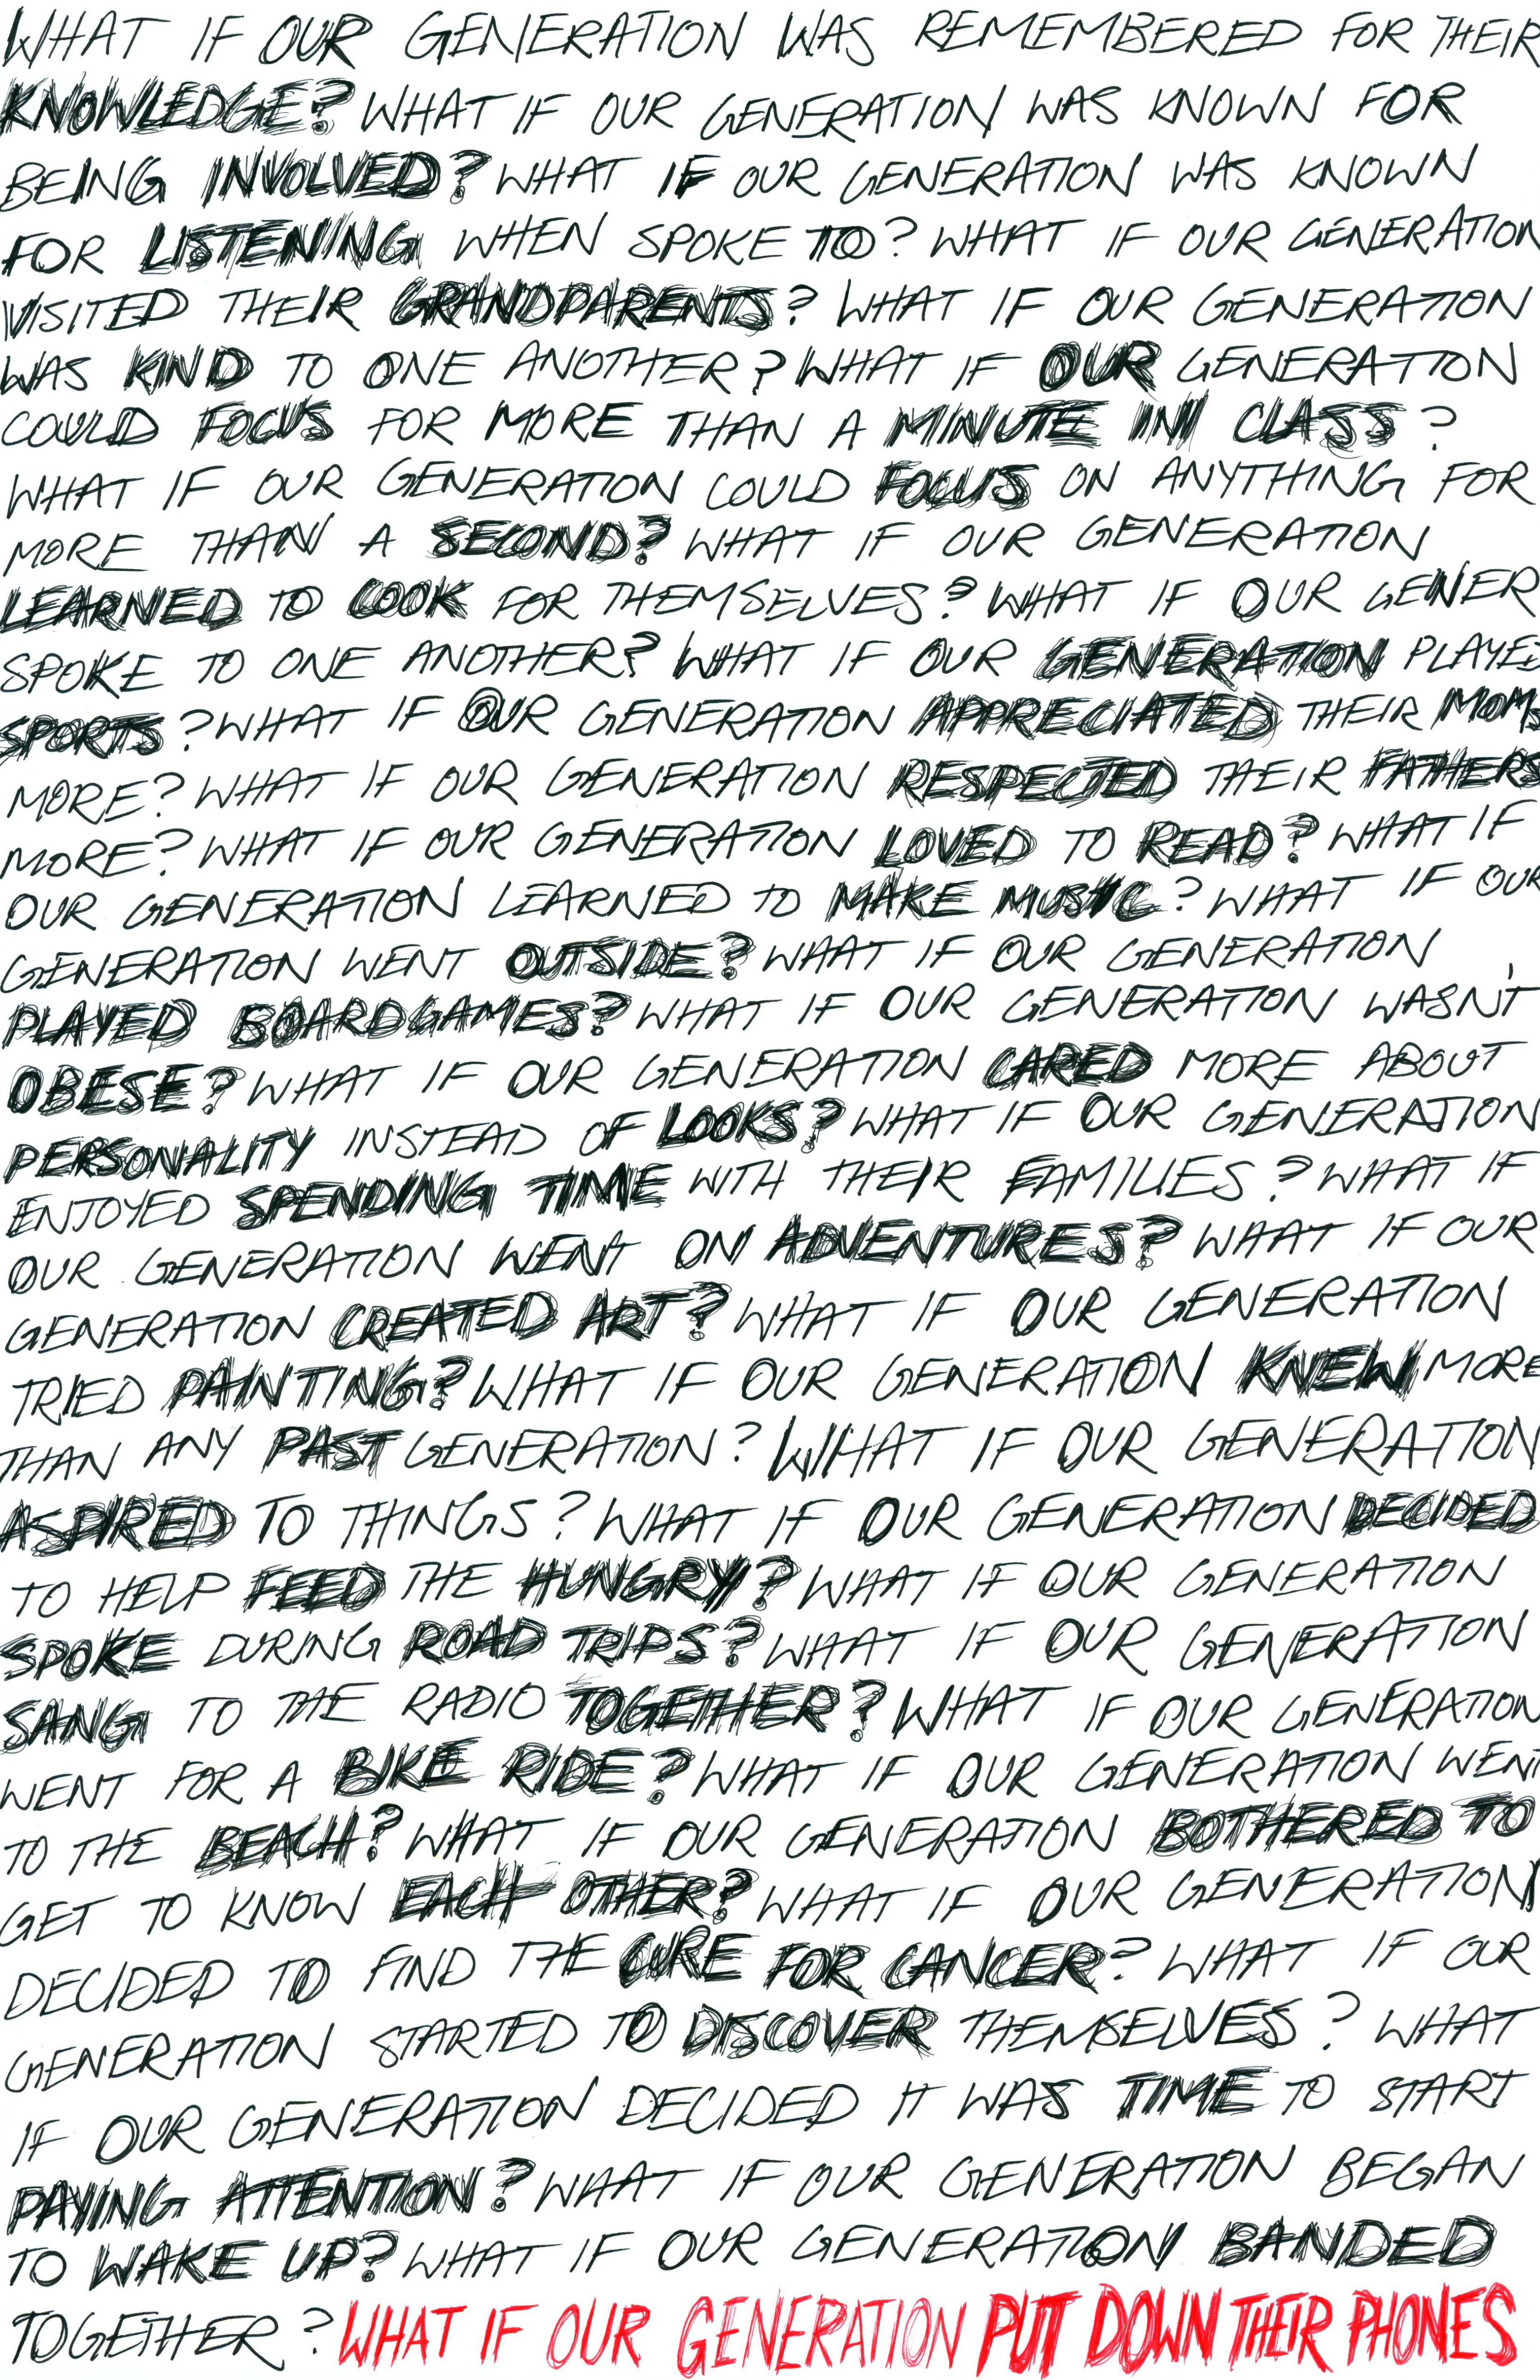 WHAT IF OUR GENERATION WAS REMEMBERED FOR THEIR
KNOWLEDGE? WHAT IF OUR GENERATION WAS KNOWN FOR
BEING INVOLVED? WHAT IF OUR GENERATION WAS KNOWN
FOR LISTENING WHEN SPOKE TO? WHAT IF OUR GENERATION
VISITED THEIR GRANDPARENTS? WHAT IF OUR GENERATION
WAS KIND TO ONE ANOTHER? WHAT IF OUR GENERATION
COULD FOCUS FOR MORE THAN A MINUTE IN CLASS?
WHAT IF OUR GENERATION COULD FOCUS ON ANYTHING FOR
MORE THAN A SECOND? WHAT IF OUR GENERATION
LEARNED TO COOK FOR THEMSELVES? WHAT IF OUR GENER
SPOKE TO ONE ANOTHER? WHAT IF OUR GENERATION PLAYED
SPORTS? WHAT IF OUR GENERATION APPRECIATED THEIR MOMS
MORE? WHAT IF OUR GENERATION RESPECTED THEIR FATHERS
MORE? WHAT IF OUR GENERATION LOVED TO READ? WHAT IF
OUR GENERATION LEARNED TO MAKE MUSIC? WHAT IF OUR
GENERATION WENT OUTSIDE? WHAT IF OUR GENERATION
PLAYED BOARDGAMES? WHAT IF OUR GENERATION WASN'T
OBESE? WHAT IF OUR GENERATION CARED MORE ABOUT
PERSONALITY INSTEAD OF LOOKS? WHAT IF OUR GENERATION
ENJOYED SPENDING TIME WITH THEIR FAMILIES? WHAT IF
OUR GENERATION WENT ON ADVENTURES? WHAT IF OUR
GENERATION CREATED ART? WHAT IF OUR GENERATION
TRIED PAINTING? WHAT IF OUR GENERATION KNEW MORE
THAN ANY PAST GENERATION? WHAT IF OUR GENERATION
ASPIRED TO THINGS? WHAT IF OUR GENERATION DECIDED
TO HELP FEED THE HUNGRY? WHAT IF OUR GENERATION
SPOKE DURING ROAD TRIPS? WHAT IF OUR GENERATION
SANG TO THE RADIO TOGETHER? WHAT IF OUR GENERATION
WENT FOR A BIKE RIDE? WHAT IF OUR GENERATION WENT
TO THE BEACH? WHAT IF OUR GENERATION BOTHERED TO
GET TO KNOW EACH OTHER? WHAT IF OUR GENERATION
DECIDED TO FIND THE CURE FOR CANCER? WHAT IF OUR
GENERATION STARTED TO DISCOVER THEMSELVES? WHAT
IF OUR GENERATION DECIDED IT WAS TIME TO START
PAYING ATTENTION? WHAT IF OUR GENERATION BEGAN
TO WAKE UP? WHAT IF OUR GENERATION BANDED
TOGETHER? WHAT IF OUR GENERATION PUT DOWN THEIR PHONES